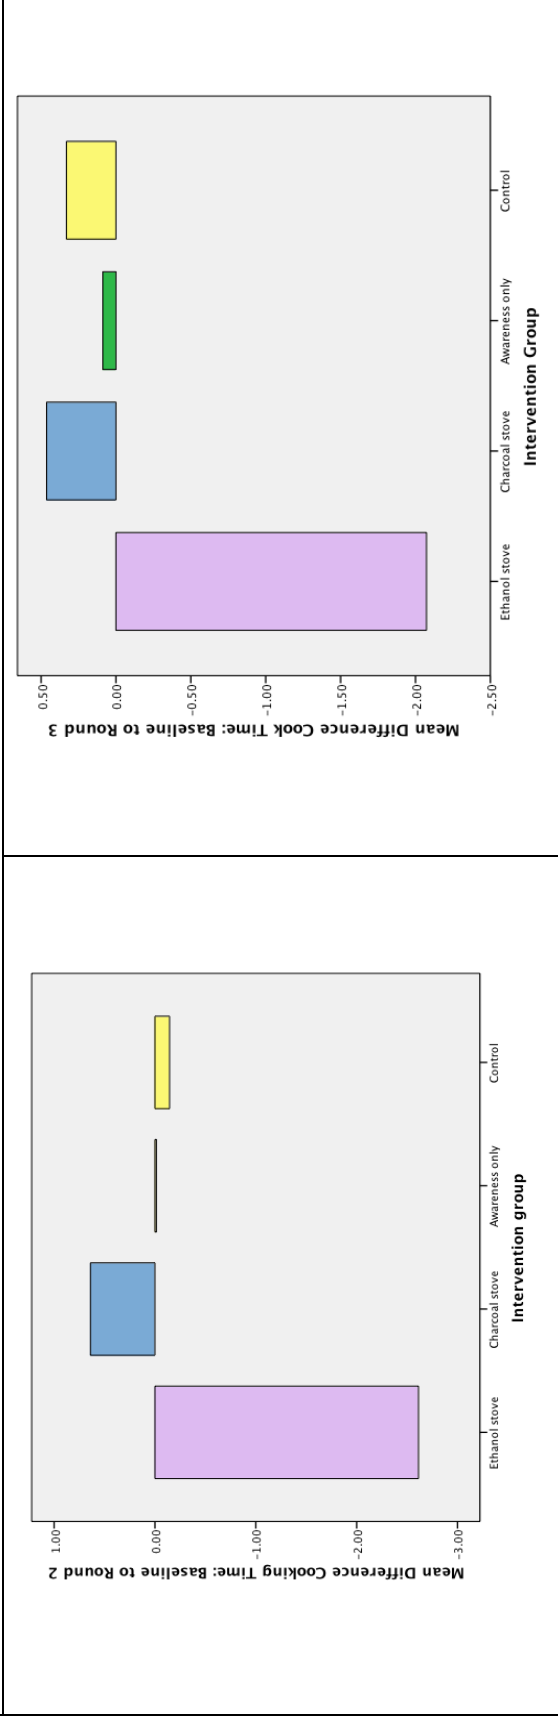 Mean Difference Cooking Time: Baseline to Round 2
1.00
0.00
-1.00
-2.00
-3.00
Ethanol stove
Charcoal stove
Awareness only
Control
Intervention group
Mean Difference Cook Time: Baseline to Round 3
0.50
0.00
-0.50
-1.00
-1.50
-2.00
-2.50
Ethanol stove
Charcoal stove
Awareness only
Control
Intervention Group